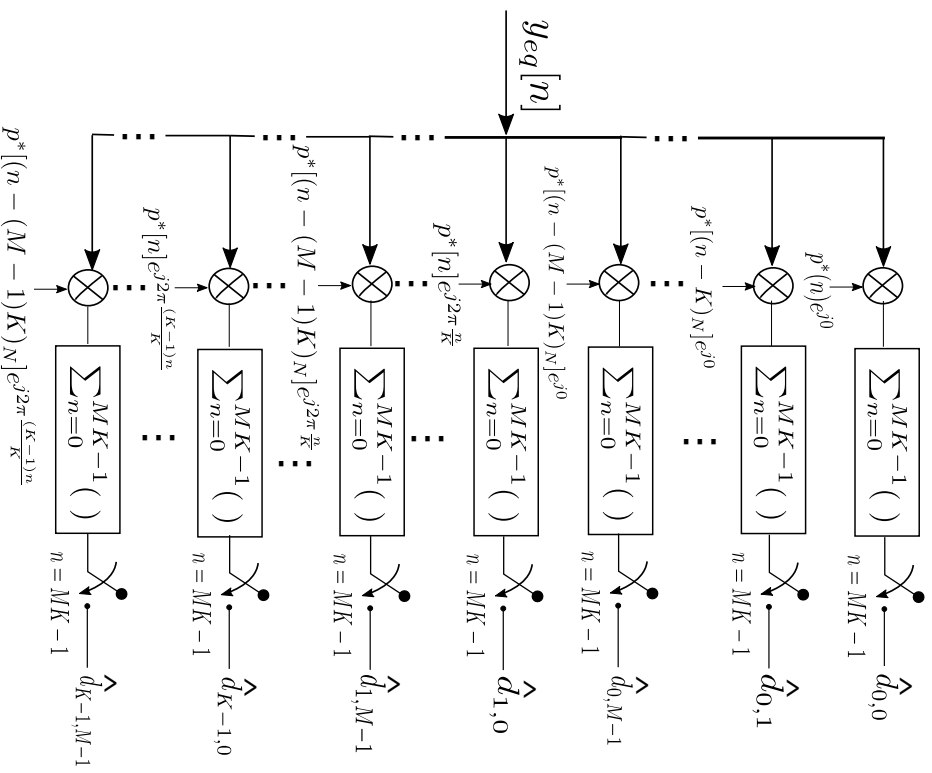 y_{eq}[n]
p^*(n)e^{j0}
\sum_{n=0}^{MK-1}()
n=MK-1
\hat{d}_{0,0}
p^*[(n-K)_N]e^{j0}
\sum_{n=0}^{MK-1}()
n=MK-1
\hat{d}_{0,1}
p^*[(n-(M-1)K)_N]e^{j0}
\sum_{n=0}^{MK-1}()
n=MK-1
\hat{d}_{0,M-1}
p^*[n]e^{j2\pi\frac{n}{K}}
\sum_{n=0}^{MK-1}()
n=MK-1
\hat{d}_{1,0}
p^*[(n-(M-1)K)_N]e^{j2\pi\frac{n}{K}}
\sum_{n=0}^{MK-1}()
n=MK-1
\hat{d}_{1,M-1}
p^*[n]e^{j2\pi\frac{(K-1)n}{K}}
\sum_{n=0}^{MK-1}()
n=MK-1
\hat{d}_{K-1,0}
p^*[(n-(M-1)K)_N]e^{j2\pi\frac{(K-1)n}{K}}
\sum_{n=0}^{MK-1}()
n=MK-1
\hat{d}_{K-1,M-1}